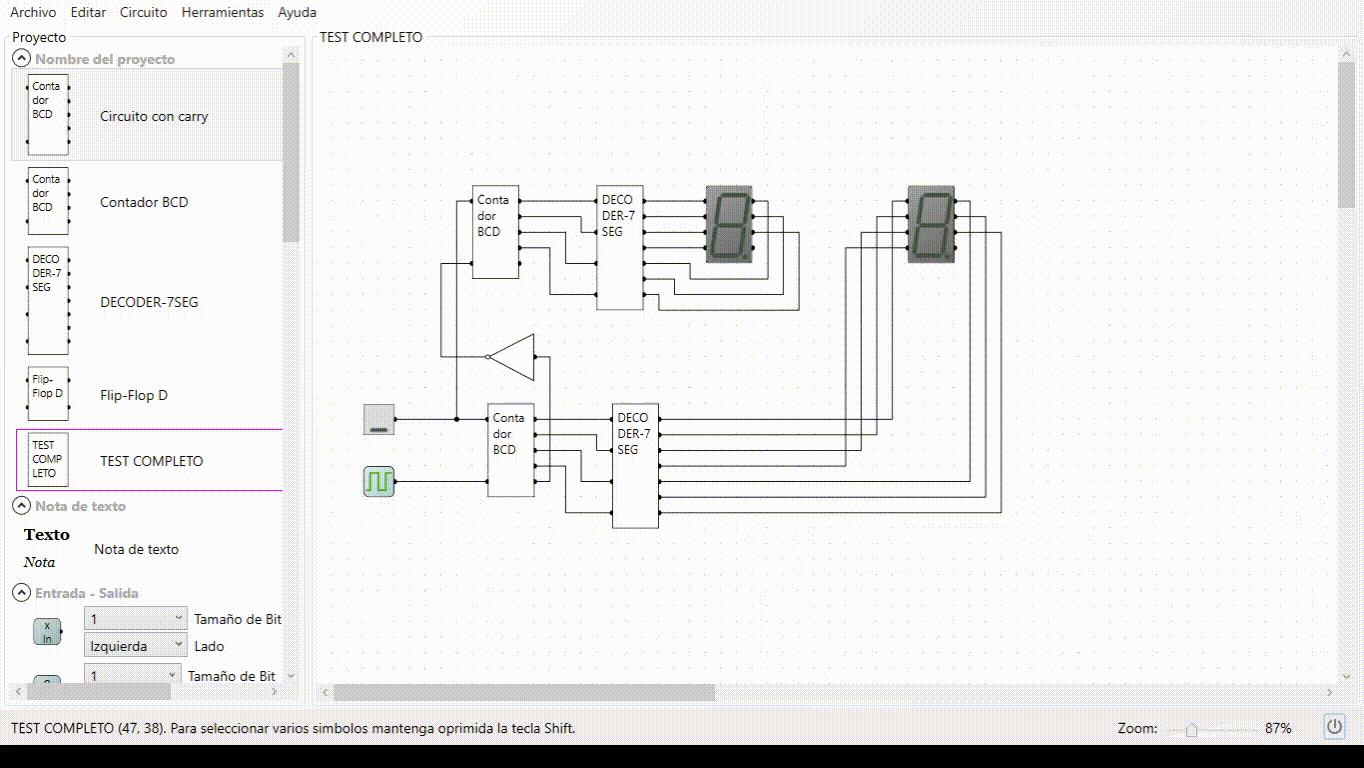 Archivo Editar Circuito Herramientas Ayuda
Proyecto
Nombre del proyecto
Conta
dor
BCD
Circuito con carry
Conta
dor
BCD
Contador BCD
DECO
DER-7
SEG
DECODER-7SEG
Flip-
Flop D
Flip-Flop D
TEST
COMP
LETO
TEST COMPLETO
Nota de texto
Texto
Nota
Nota de texto
Entrada - Salida
x
In
1
Tamaño de Bit
Izquierda
Lado
1
Tamaño de Bit
TEST COMPLETO
Conta
dor
BCD
DECO
DER-7
SEG
Conta
dor
BCD
DECO
DER-7
SEG
TEST COMPLETO (47, 38). Para seleccionar varios simbolos mantenga oprimida la tecla Shift.
Zoom: 87%